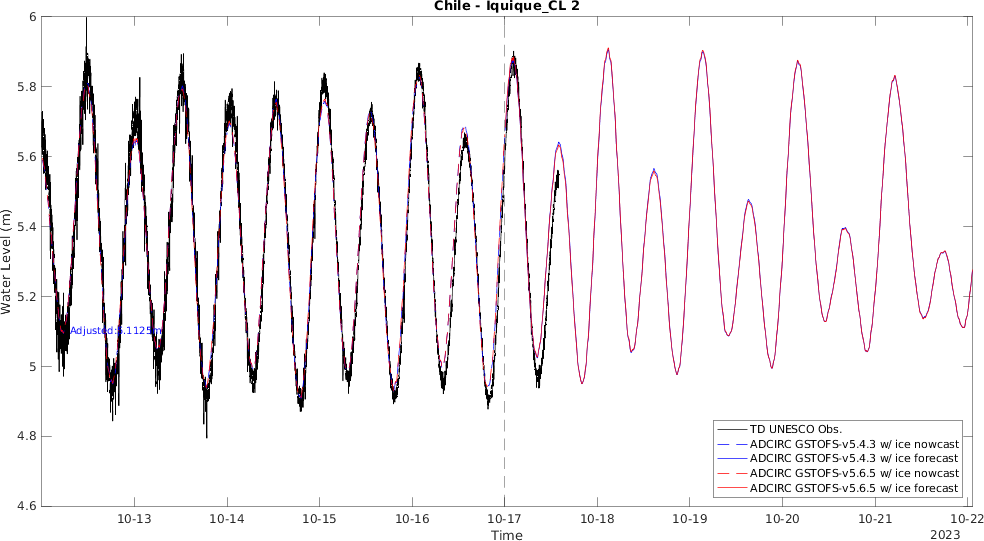 Chile - Iquique_CL 2
6
5.8
5.6
5.4
5.2
5
4.8
4.6
Water Level (m)
Adjusted:5.1125m
TD UNESCO Obs.
ADCIRC GSTOFS-v5.4.3 w/ ice nowcast
ADCIRC GSTOFS-v5.4.3 w/ ice forecast
ADCIRC GSTOFS-v5.6.5 w/ ice nowcast
ADCIRC GSTOFS-v5.6.5 w/ ice forecast
10-13 10-14 10-15 10-16 10-17 10-18 10-19 10-20 10-21 10-22
Time
2023